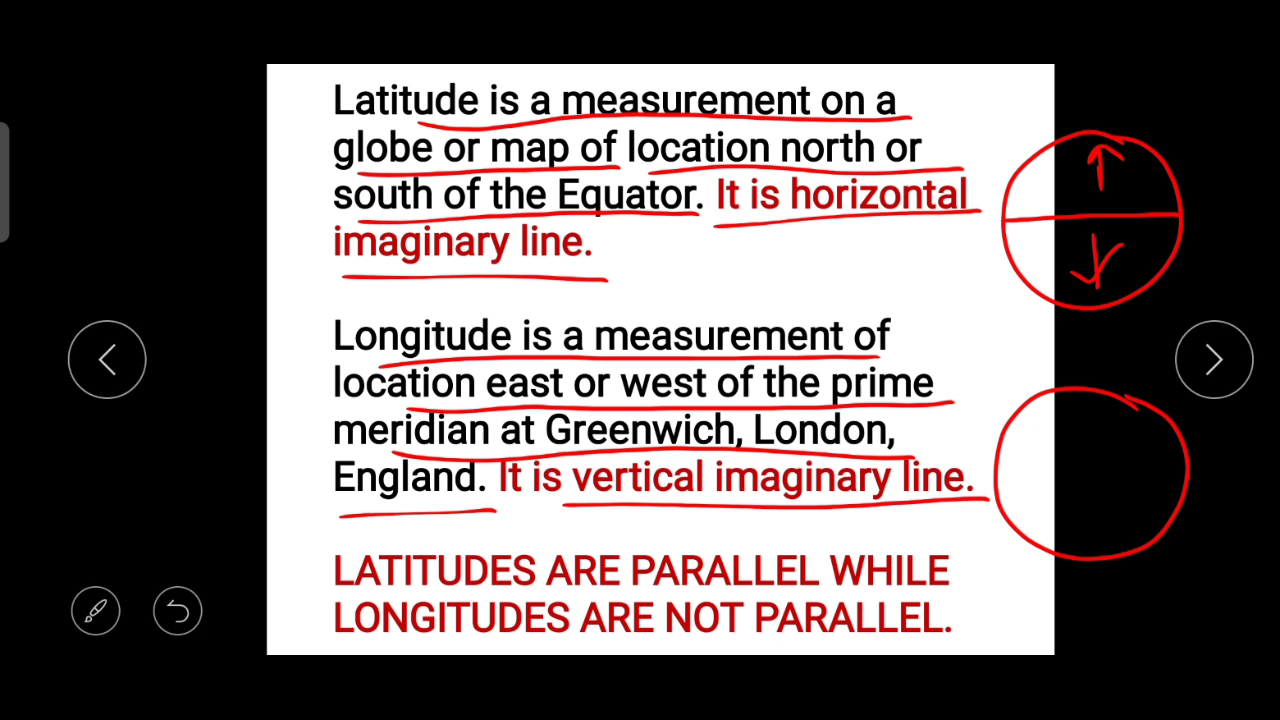 Latitude is a measurement on a
globe or map of location north or
south of the Equator. It is horizontal
imaginary line.
Longitude is a measurement of
location east or west of the prime
meridian at Greenwich, London,
England. It is vertical imaginary line.
LATITUDES ARE PARALLEL WHILE
LONGITUDES ARE NOT PARALLEL.